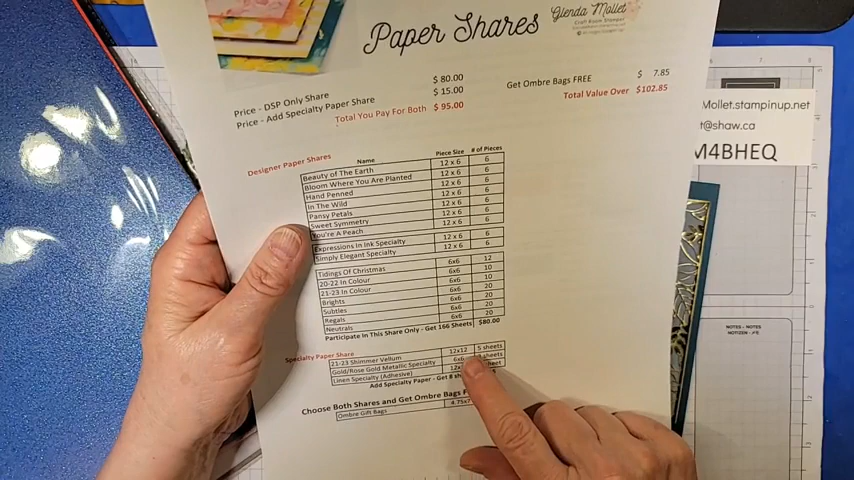 Paper Shares
Glenda Mollet
Craft Room Stamper
Price - DSP Only Share $ 80.00
Price - Add Specialty Paper Share $ 15.00
Total You Pay For Both $ 95.00
Get Ombre Bags FREE $ 7.85
Total Value Over $102.85
Mollet.stampinup.net
t@shaw.ca
M4BHEQ
Designer Paper Shares
Name Piece Size # of Pieces
Beauty of The Earth 12 x 6 6
Bloom Where You Are Planted 12 x 6 6
Hand Penned 12 x 6 6
In The Wild 12 x 6 6
Pansy Petals 12 x 6 6
Sweet Symmetry 12 x 6 6
You're A Peach 12 x 6 6
Expressions In Ink Specialty 12 x 6 6
Simply Elegant Specialty 12 x 6 6
Tidings Of Christmas 6x6 12
20-22 In Colour 6x6 10
21-23 In Colour 6x6 10
Brights 6x6 20
Subtles 6x6 20
Regals 6x6 20
Neutrals 6x6 20
Participate In This Share Only - Get 166 Sheets $80.00
Specialty Paper Share
21-23 Shimmer Vellum 12x12 5 sheets
Gold/Rose Gold Metallic Specialty 6x6 sheets
Linen Specialty (Adhesive)
Add Specialty Paper - Get 8
Choose Both Shares and Get Ombre Bags
Ombre Gift Bags 4.75x7
NOTES - NOTES
NOTIZEN